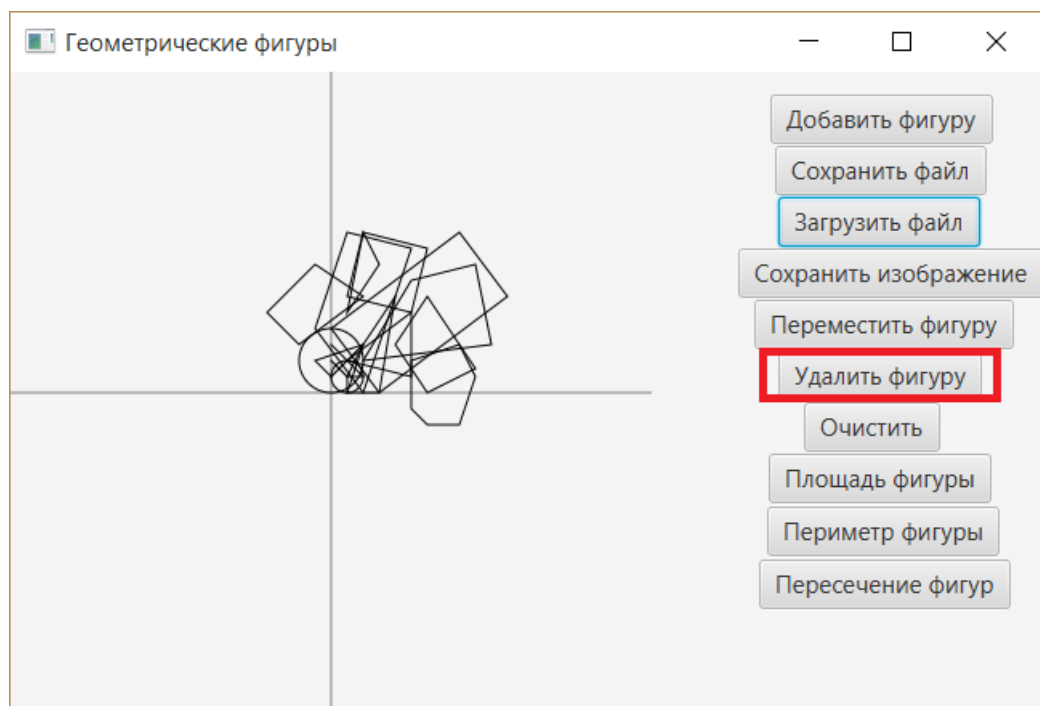 Геометрические фигуры
Добавить фигуру
Сохранить файл
Загрузить файл
Сохранить изображение
Переместить фигуру
Удалить фигуру
Очистить
Площадь фигуры
Периметр фигуры
Пересечение фигур